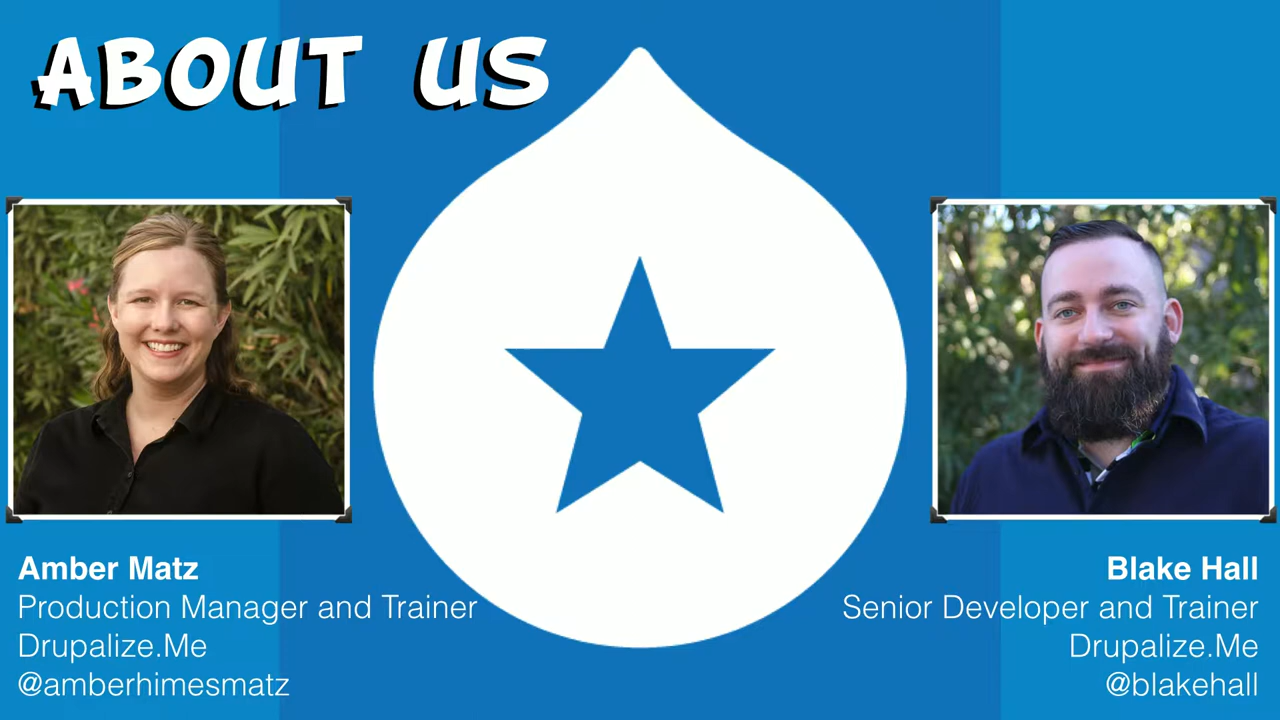 ABOUT US
Amber Matz
Production Manager and Trainer
Drupalize.Me
@amberhimesmatz
Blake Hall
Senior Developer and Trainer
Drupalize.Me
@blakehall